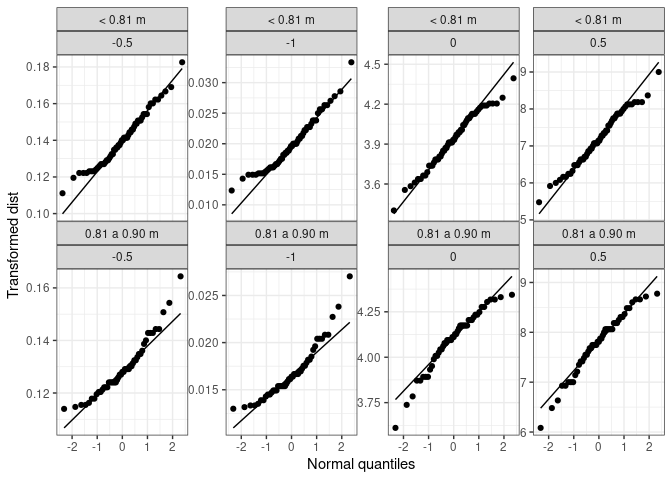 < 0.81 m
< 0.81 m
< 0.81 m
< 0.81 m
-0.5
-1
0
0.5
0.18
0.16
0.14
0.12
0.10
0.030
0.025
0.020
0.015
0.010
4.5
4.2
3.9
3.6
9
8
7
6
5
Transformed dist
0.81 a 0.90 m
0.81 a 0.90 m
0.81 a 0.90 m
0.81 a 0.90 m
-0.5
-1
0
0.5
0.16
0.14
0.12
0.025
0.020
0.015
4.25
4.00
3.75
9
8
7
6
-2 -1 0 1 2
-2 -1 0 1 2
-2 -1 0 1 2
-2 -1 0 1 2
Normal quantiles